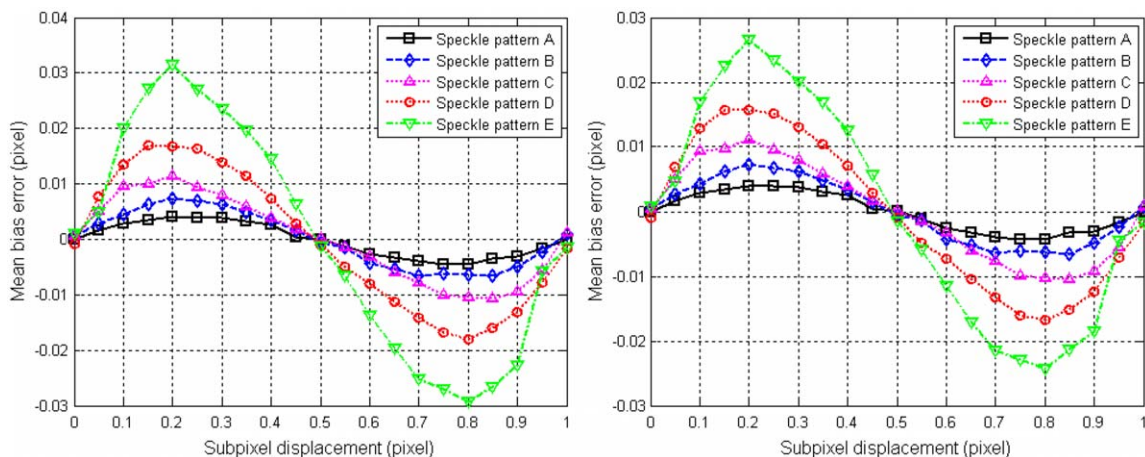 0.04
0.03
0.02
0.01
0
-0.01
-0.02
-0.03
Mean bias error (pixel)
Speckle pattern A
Speckle pattern B
Speckle pattern C
Speckle pattern D
Speckle pattern E
0 0.1 0.2 0.3 0.4 0.5 0.6 0.7 0.8 0.9 1
Subpixel displacement (pixel)
0.03
0.02
0.01
0
-0.01
-0.02
-0.03
Mean bias error (pixel)
Speckle pattern A
Speckle pattern B
Speckle pattern C
Speckle pattern D
Speckle pattern E
0 0.1 0.2 0.3 0.4 0.5 0.6 0.7 0.8 0.9 1
Subpixel displacement (pixel)